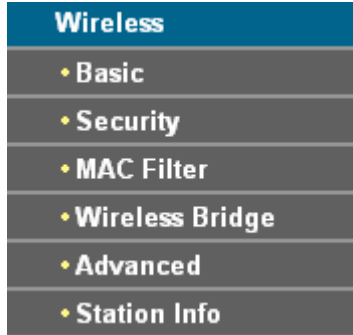 Wireless
• Basic
• Security
• MAC Filter
• Wireless Bridge
• Advanced
• Station Info